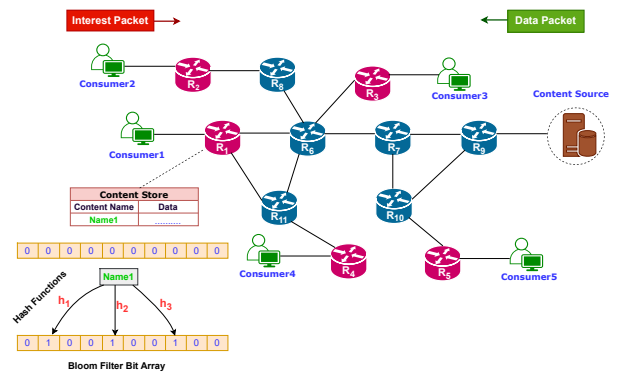 Interest Packet
Data Packet
Consumer2
R2
R8
R3
Consumer3
Content Source
Consumer1
R1
R6
R7
R9
Content Store
Content Name Data
Name1 ..........
R11
R10
0 0 0 0 0 0 0 0 0 0 0
Consumer4
R4
R5
Consumer5
Name1
Hash Functions
h1
h2
h3
0 1 0 0 1 0 0 1 0 0
Bloom Filter Bit Array